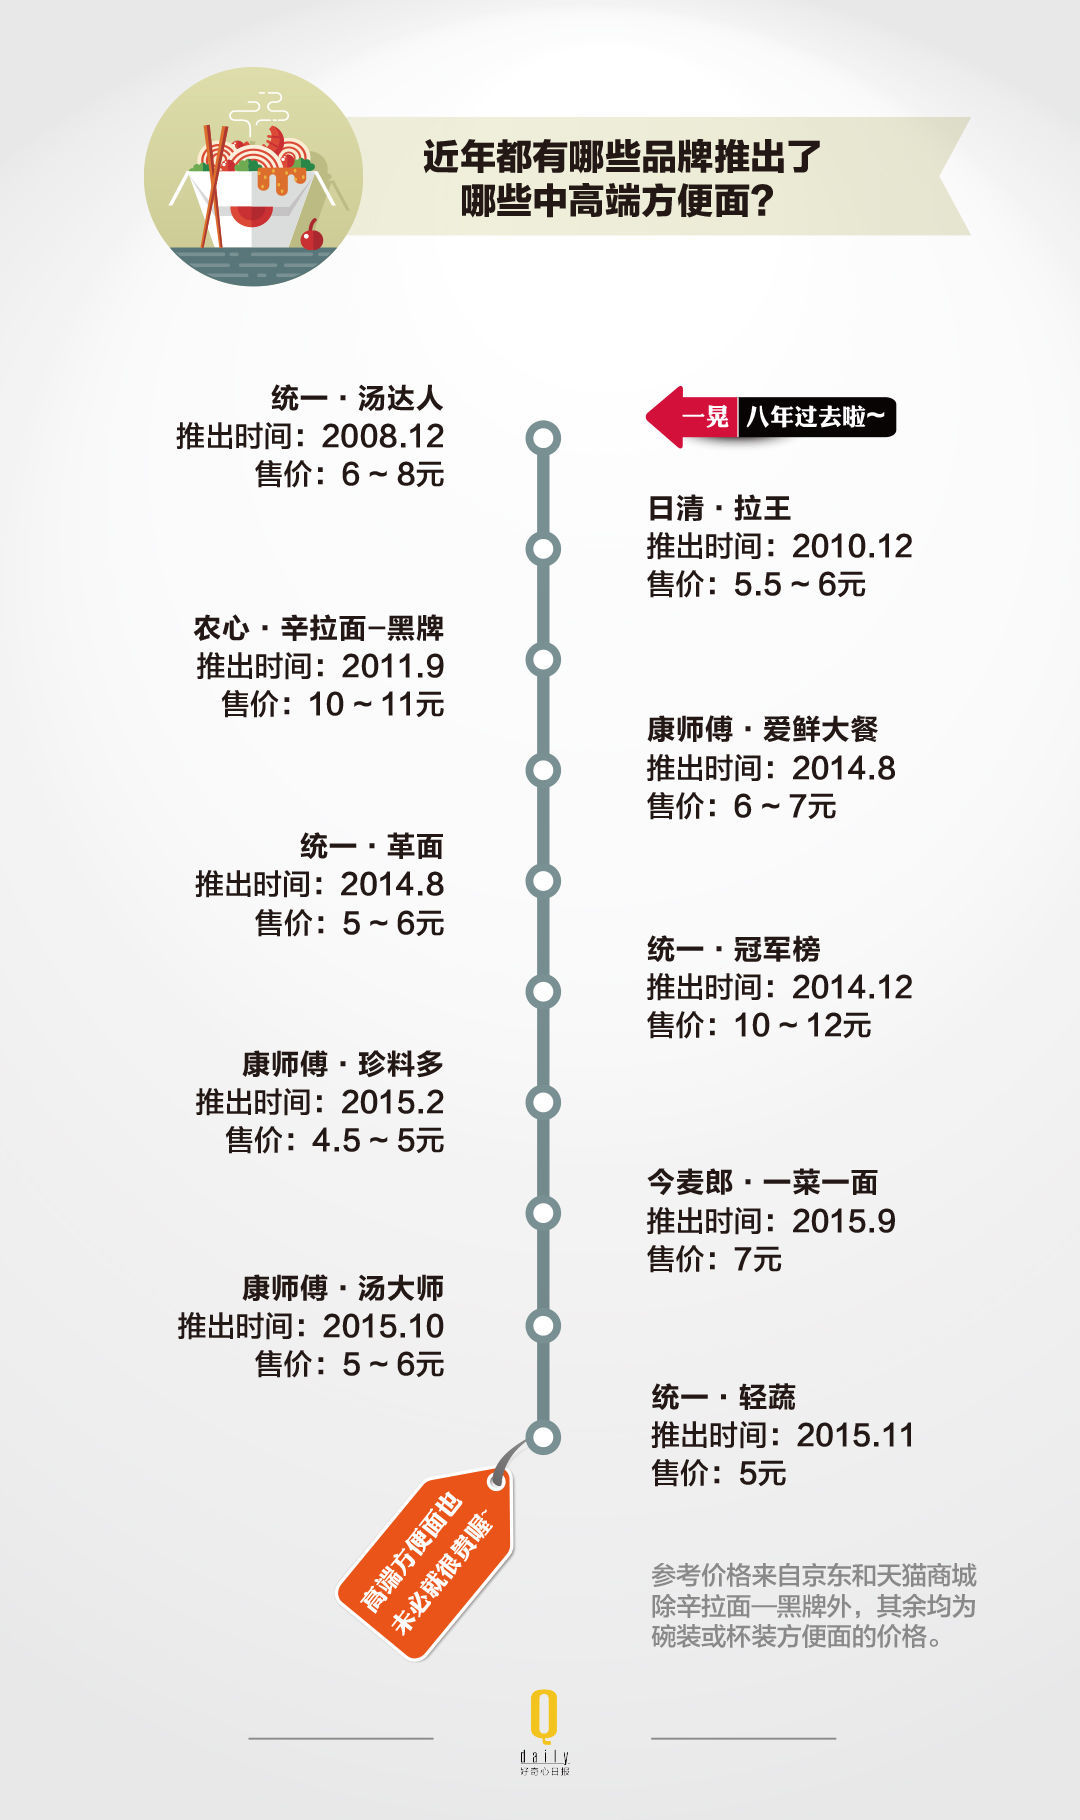 近年都有哪些品牌推出了
哪些中高端方便面？
一晃 八年过去啦~
统一 · 汤达人
推出时间：2008.12
售价：6 ~ 8元
日清 · 拉王
推出时间：2010.12
售价：5.5 ~ 6元
农心 · 辛拉面–黑牌
推出时间：2011.9
售价：10 ~ 11元
康师傅 · 爱鲜大餐
推出时间：2014.8
售价：6 ~ 7元
统一 · 革面
推出时间：2014.8
售价：5 ~ 6元
统一 · 冠军榜
推出时间：2014.12
售价：10 ~ 12元
康师傅 · 珍料多
推出时间：2015.2
售价：4.5 ~ 5元
今麦郎 · 一菜一面
推出时间：2015.9
售价：7元
康师傅 · 汤大师
推出时间：2015.10
售价：5 ~ 6元
统一 · 轻蔬
推出时间：2015.11
售价：5元
高端方便面也
未必就很贵喔~
参考价格来自京东和天猫商城
除辛拉面—黑牌外，其余均为
碗装或杯装方便面的价格。
Q
daily
好奇心日报